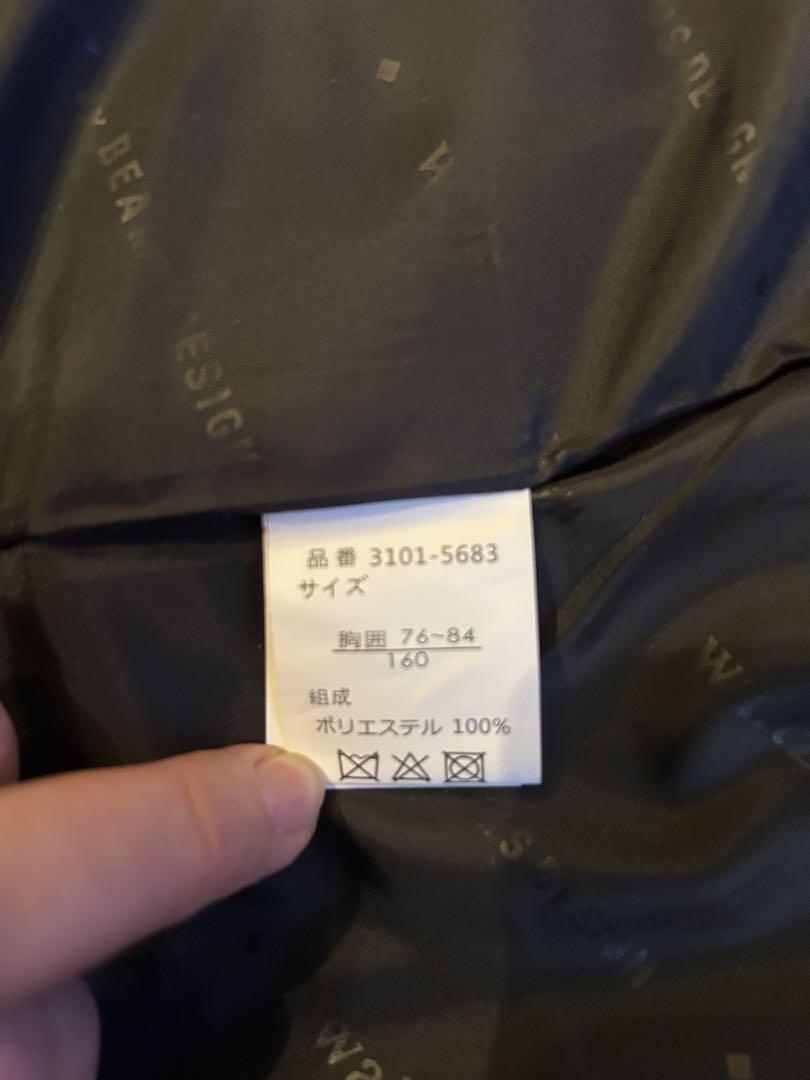 品番 3101-5683
サイズ
胸囲 76~84
160
組成
ポリエステル 100%